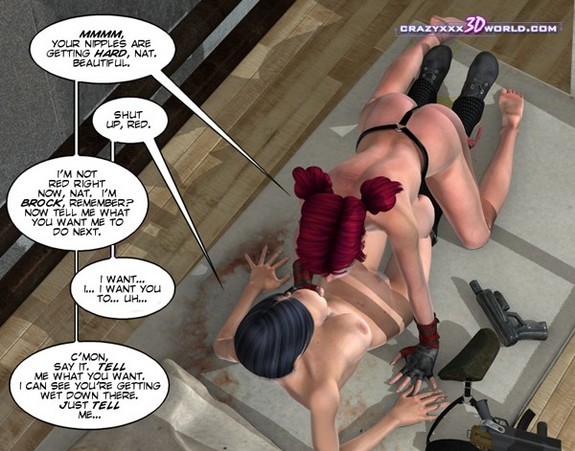 CRAZYXXX3DWORLD.COM
MMMM,
YOUR NIPPLES ARE
GETTING HARD, NAT.
BEAUTIFUL.
SHUT
UP, RED.
I'M NOT
RED RIGHT
NOW, NAT. I'M
BROCK, REMEMBER?
NOW TELL ME WHAT
YOU WANT ME TO
DO NEXT.
I WANT...
I... I WANT YOU
TO... UH...
C'MON,
SAY IT. TELL
ME WHAT YOU WANT.
I CAN SEE YOU'RE GETTING
WET DOWN THERE.
JUST TELL
ME...